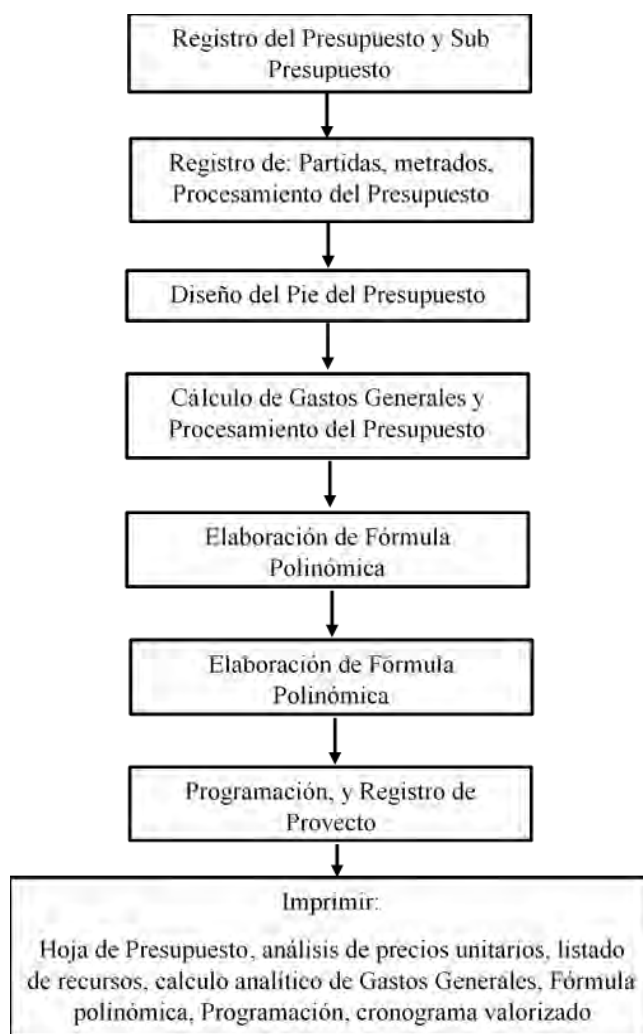 Registro del Presupuesto y Sub
Presupuesto
Registro de: Partidas, metrados,
Procesamiento del Presupuesto
Diseño del Pie del Presupuesto
Cálculo de Gastos Generales y
Procesamiento del Presupuesto
Elaboración de Fórmula
Polinómica
Elaboración de Fórmula
Polinómica
Programación, y Registro de
Proyecto
Imprimir:
Hoja de Presupuesto, análisis de precios unitarios, listado
de recursos, calculo analítico de Gastos Generales, Fórmula
polinómica, Programación, cronograma valorizado